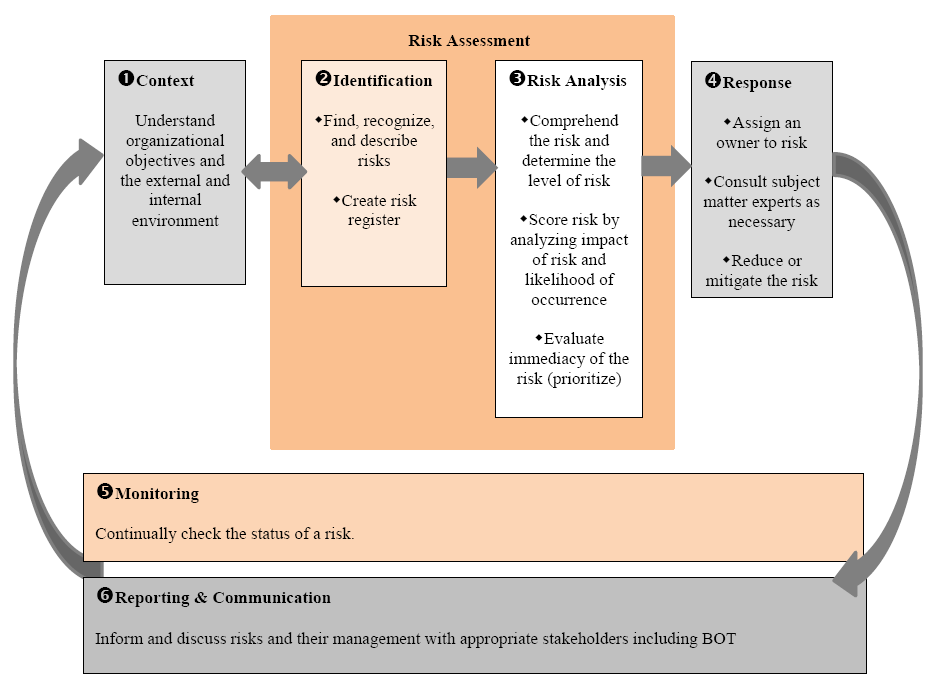 Risk Assessment
❶Context
Understand
organizational
objectives and
the external and
internal
environment
❷Identification
◆Find, recognize,
and describe
risks
◆Create risk
register
❸Risk Analysis
◆Comprehend
the risk and
determine the
level of risk
◆Score risk by
analyzing impact
of risk and
likelihood of
occurrence
◆Evaluate
immediacy of the
risk (prioritize)
❹Response
◆Assign an
owner to risk
◆Consult subject
matter experts as
necessary
◆Reduce or
mitigate the risk
❺Monitoring
Continually check the status of a risk.
❻Reporting & Communication
Inform and discuss risks and their management with appropriate stakeholders including BOT